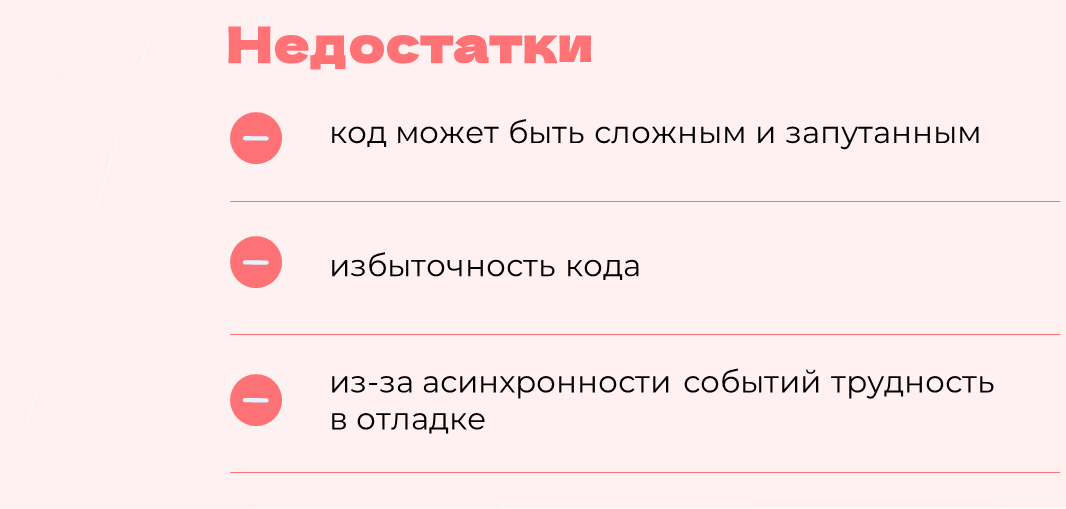 Недостатки
код может быть сложным и запутанным
избыточность кода
из-за асинхронности событий трудность
в отладке